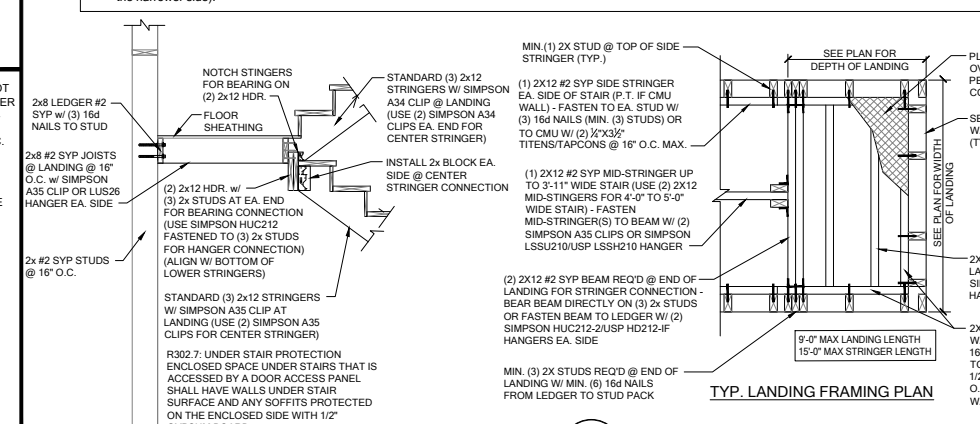 the narrower side).
OT
ER
C.
E
2x8 LEDGER #2
SYP w/ (3) 16d
NAILS TO STUD
2x8 #2 SYP JOISTS
@ LANDING @ 16"
O.C. w/ SIMPSON
A35 CLIP OR LUS26
HANGER EA. SIDE
2x #2 SYP STUDS
@ 16" O.C.
NOTCH STINGERS
FOR BEARING ON
(2) 2x12 HDR.
FLOOR
SHEATHING
(2) 2x12 HDR. w/
(3) 2x STUDS AT EA. END
FOR BEARING CONNECTION
(USE SIMPSON HUC212
FASTENED TO (3) 2x STUDS
FOR HANGER CONNECTION)
(ALIGN W/ BOTTOM OF
LOWER STRINGERS)
STANDARD (3) 2x12 STRINGERS
W/ SIMPSON A35 CLIP AT
LANDING (USE (2) SIMPSON A35
CLIPS FOR CENTER STRINGER)
R302.7: UNDER STAIR PROTECTION
ENCLOSED SPACE UNDER STAIRS THAT IS
ACCESSED BY A DOOR ACCESS PANEL
SHALL HAVE WALLS UNDER STAIR
SURFACE AND ANY SOFFITS PROTECTED
ON THE ENCLOSED SIDE WITH 1/2"
STANDARD (3) 2x12
STRINGERS W/ SIMPSON
A34 CLIP @ LANDING
(USE (2) SIMPSON A34
CLIPS EA. END FOR
CENTER STRINGER)
INSTALL 2x BLOCK EA.
SIDE @ CENTER
STRINGER CONNECTION
MIN.(1) 2X STUD @ TOP OF SIDE
STRINGER (TYP.)
(1) 2X12 #2 SYP SIDE STRINGER
EA. SIDE OF STAIR (P.T. IF CMU
WALL) - FASTEN TO EA. STUD W/
(3) 16d NAILS (MIN. (3) STUDS) OR
TO CMU W/ (2) ¼"X3¾"
TITENS/TAPCONS @ 16" O.C. MAX.
(1) 2X12 #2 SYP MID-STRINGER UP
TO 3'-11" WIDE STAIR (USE (2) 2X12
MID-STRINGERS FOR 4'-0" TO 5'-0"
WIDE STAIR) - FASTEN
MID-STRINGER(S) TO BEAM W/ (2)
SIMPSON A35 CLIPS OR SIMPSON
LSSU210/USP LSSH210 HANGER
(2) 2X12 #2 SYP BEAM REQ'D @ END OF
LANDING FOR STRINGER CONNECTION -
BEAR BEAM DIRECTLY ON (3) 2x STUDS
OR FASTEN BEAM TO LEDGER W/ (2)
SIMPSON HUC212-2/USP HD212-IF
HANGERS EA. SIDE
MIN. (3) 2X STUDS REQ'D @ END OF
LANDING W/ MIN. (6) 16d NAILS
FROM LEDGER TO STUD PACK
SEE PLAN FOR
DEPTH OF LANDING
SEE PLAN FOR WIDTH
OF LANDING
9'-0" MAX LANDING LENGTH
15'-0" MAX STRINGER LENGTH
TYP. LANDING FRAMING PLAN
PL
OV
PE
CO
SE
W
(T
2X
LA
SI
HA
2X
W
16
TO
1/2
O.
W